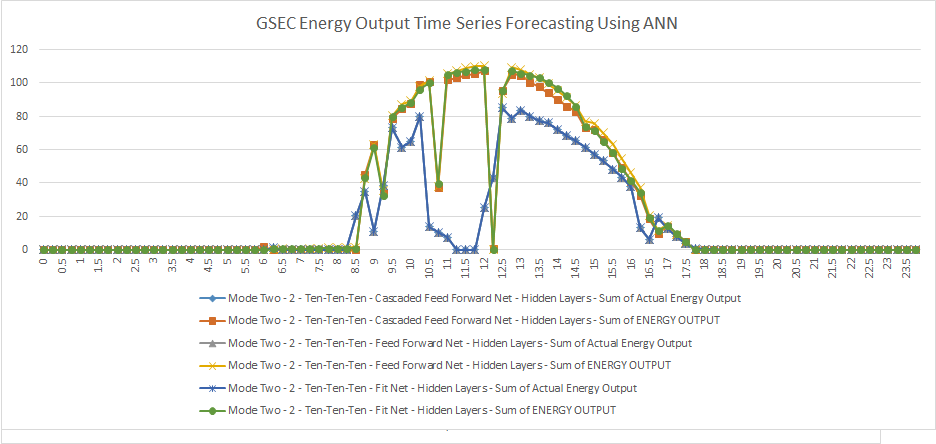 GSEC Energy Output Time Series Forecasting Using ANN
120
100
80
60
40
20
0
0 0.5 1 1.5 2 2.5 3 3.5 4 4.5 5 5.5 6 6.5 7 7.5 8 8.5 9 9.5 10 10.5 11 11.5 12 12.5 13 13.5 14 14.5 15 15.5 16 16.5 17 17.5 18 18.5 19 19.5 20 20.5 21 21.5 22 22.5 23 23.5
Mode Two - 2 - Ten-Ten-Ten - Cascaded Feed Forward Net - Hidden Layers - Sum of Actual Energy Output
Mode Two - 2 - Ten-Ten-Ten - Cascaded Feed Forward Net - Hidden Layers - Sum of ENERGY OUTPUT
Mode Two - 2 - Ten-Ten-Ten - Feed Forward Net - Hidden Layers - Sum of Actual Energy Output
Mode Two - 2 - Ten-Ten-Ten - Feed Forward Net - Hidden Layers - Sum of ENERGY OUTPUT
Mode Two - 2 - Ten-Ten-Ten - Fit Net - Hidden Layers - Sum of Actual Energy Output
Mode Two - 2 - Ten-Ten-Ten - Fit Net - Hidden Layers - Sum of ENERGY OUTPUT